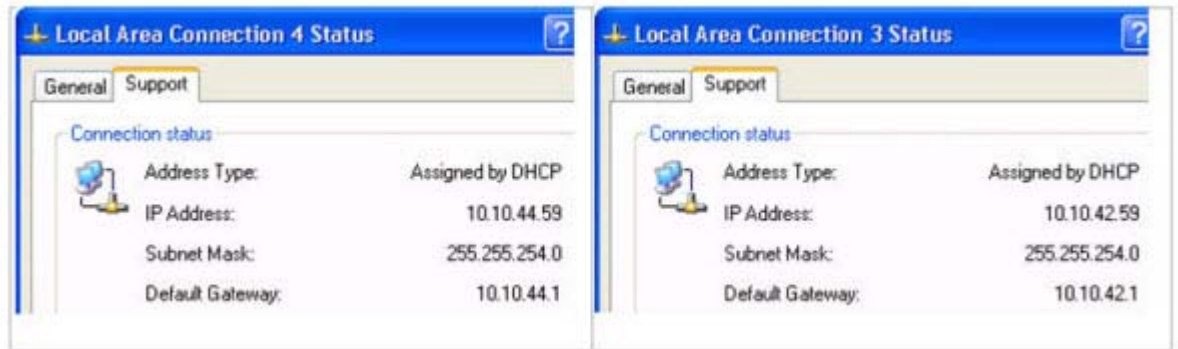 Local Area Connection 4 Status ?
General Support
Connection status
Address Type: Assigned by DHCP
IP Address: 10.10.44.59
Subnet Mask: 255.255.254.0
Default Gateway: 10.10.44.1
Local Area Connection 3 Status ?
General Support
Connection status
Address Type: Assigned by DHCP
IP Address: 10.10.42.59
Subnet Mask: 255.255.254.0
Default Gateway: 10.10.42.1